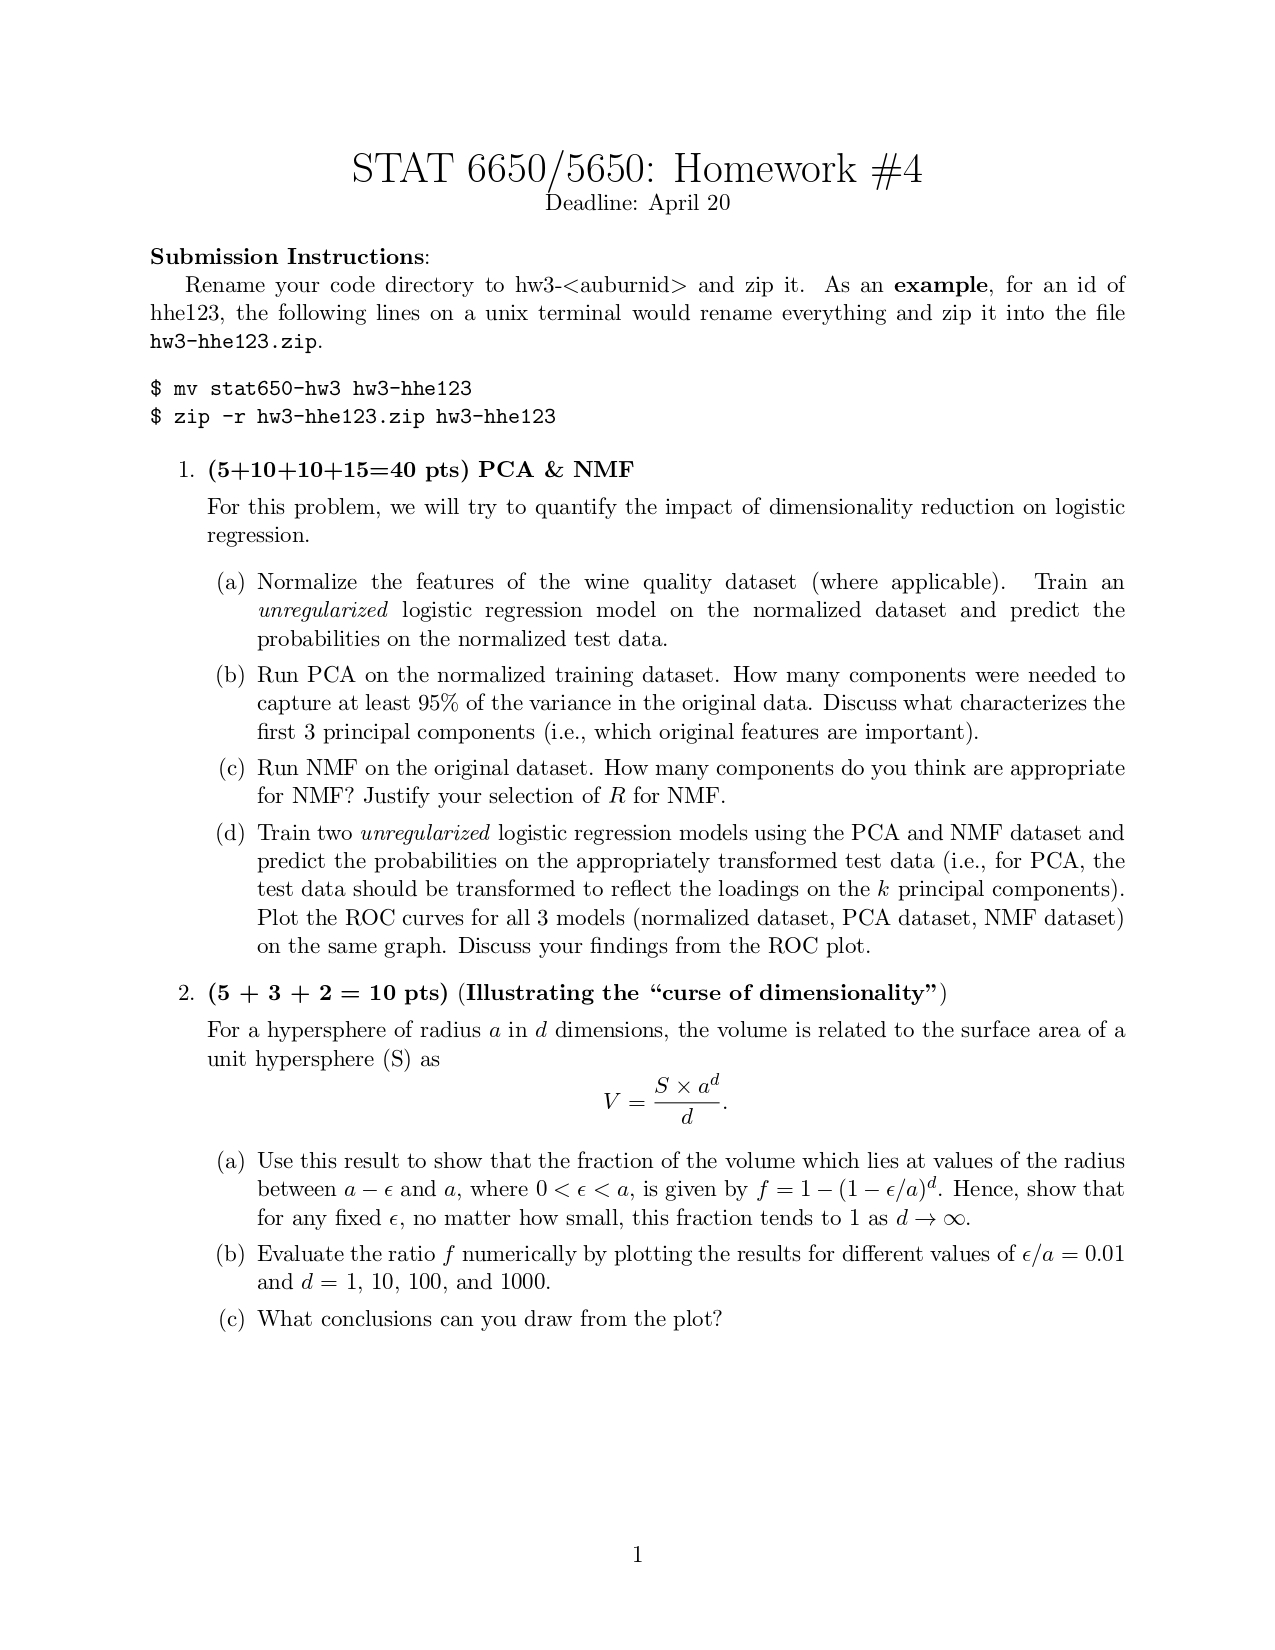 STAT 6650/5650: Homework #4
Deadline: April 20
Submission Instructions:
Rename your code directory to hw3-<auburnid> and zip it. As an example, for an id of
hhe123, the following lines on a unix terminal would rename everything and zip it into the file
hw3-hhe123.zip.
$ mv stat650-hw3 hw3-hhe123
$ zip -r hw3-hhe123.zip hw3-hhe123
1. (5+10+10+15=40 pts) PCA & NMF
For this problem, we will try to quantify the impact of dimensionality reduction on logistic
regression.
(a) Normalize the features of the wine quality dataset (where applicable). Train an
unregularized logistic regression model on the normalized dataset and predict the
probabilities on the normalized test data.
(b) Run PCA on the normalized training dataset. How many components were needed to
capture at least 95% of the variance in the original data. Discuss what characterizes the
first 3 principal components (i.e., which original features are important).
(c) Run NMF on the original dataset. How many components do you think are appropriate
for NMF? Justify your selection of R for NMF.
(d) Train two unregularized logistic regression models using the PCA and NMF dataset and
predict the probabilities on the appropriately transformed test data (i.e., for PCA, the
test data should be transformed to reflect the loadings on the k principal components).
Plot the ROC curves for all 3 models (normalized dataset, PCA dataset, NMF dataset)
on the same graph. Discuss your findings from the ROC plot.
2. (5 + 3 + 2 = 10 pts) (Illustrating the “curse of dimensionality”)
For a hypersphere of radius a in d dimensions, the volume is related to the surface area of a
unit hypersphere (S) as
V = S × a^d / d.
(a) Use this result to show that the fraction of the volume which lies at values of the radius
between a − ϵ and a, where 0 < ϵ < a, is given by f = 1 − (1 − ϵ/a)^d. Hence, show that
for any fixed ϵ, no matter how small, this fraction tends to 1 as d → ∞.
(b) Evaluate the ratio f numerically by plotting the results for different values of ϵ/a = 0.01
and d = 1, 10, 100, and 1000.
(c) What conclusions can you draw from the plot?
1